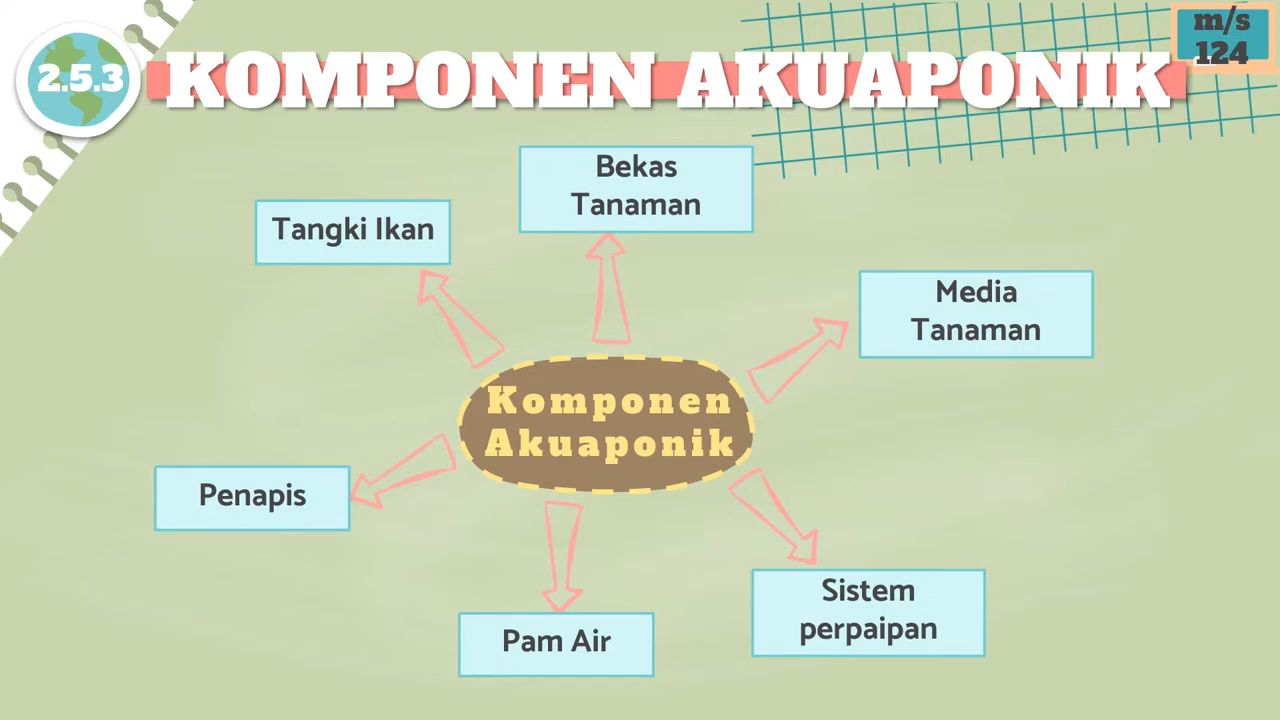 m/s
124
2.5.3
KOMPONEN AKUAPONIK
Bekas
Tanaman
Tangki Ikan
Media
Tanaman
Komponen
Akuaponik
Penapis
Sistem
perpaipan
Pam Air